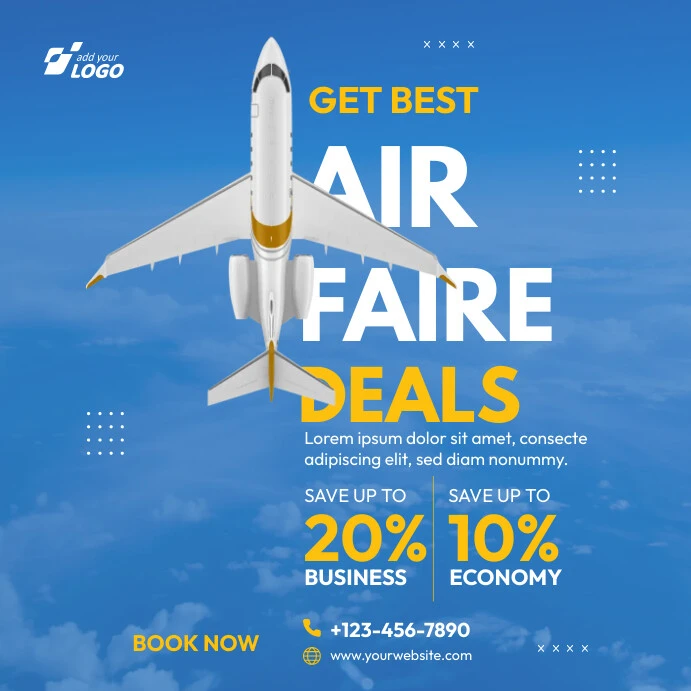 add your
LOGO
x x x x
GET BEST
AIR
FAIRE
DEALS
Lorem ipsum dolor sit amet, consecte
adipiscing elit, sed diam nonummy.
SAVE UP TO
20%
BUSINESS
SAVE UP TO
10%
ECONOMY
BOOK NOW
+123-456-7890
www.yourwebsite.com
x x x x